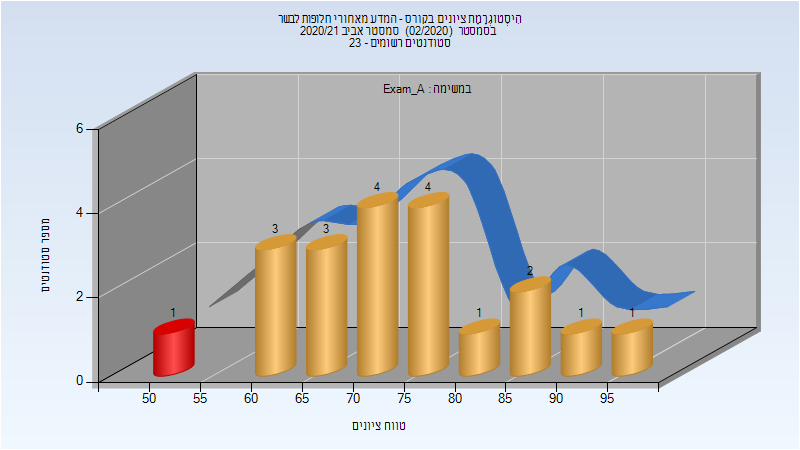 היסטוגרמת ציונים בקורס - המדע מאחורי חלופות לבשר
בסמסטר (02/2020) סמסטר אביב 2020/21
סטודנטים רשומים - 23
במשימה : Exam_A
מספר סטודנטים
6
4
2
0
1
3
3
4
4
1
2
1
1
50 55 60 65 70 75 80 85 90 95
טווח ציונים